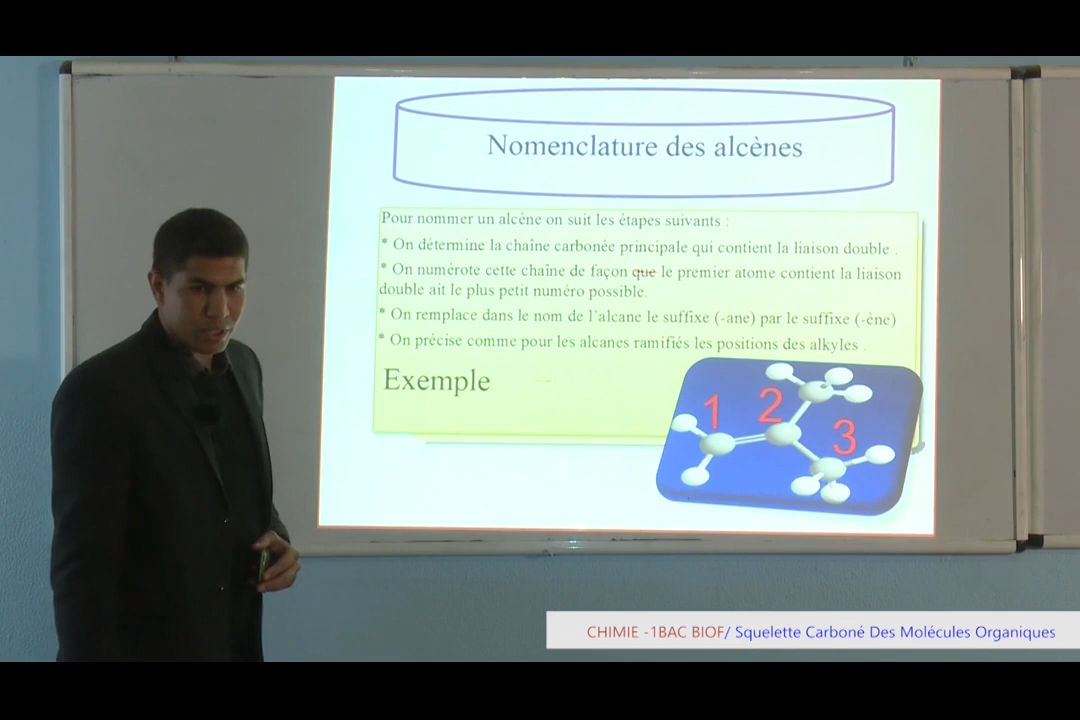 Nomenclature des alcènes
Pour nommer un alcène on suit les étapes suivants :
* On détermine la chaîne carbonée principale qui contient la liaison double .
* On numérote cette chaîne de façon que le premier atome contient la liaison
double ait le plus petit numéro possible.
* On remplace dans le nom de l'alcane le suffixe (-ane) par le suffixe (-ène)
* On précise comme pour les alcanes ramifiés les positions des alkyles .
Exemple
1 2 3
CHIMIE -1BAC BIOF/ Squelette Carboné Des Molécules Organiques